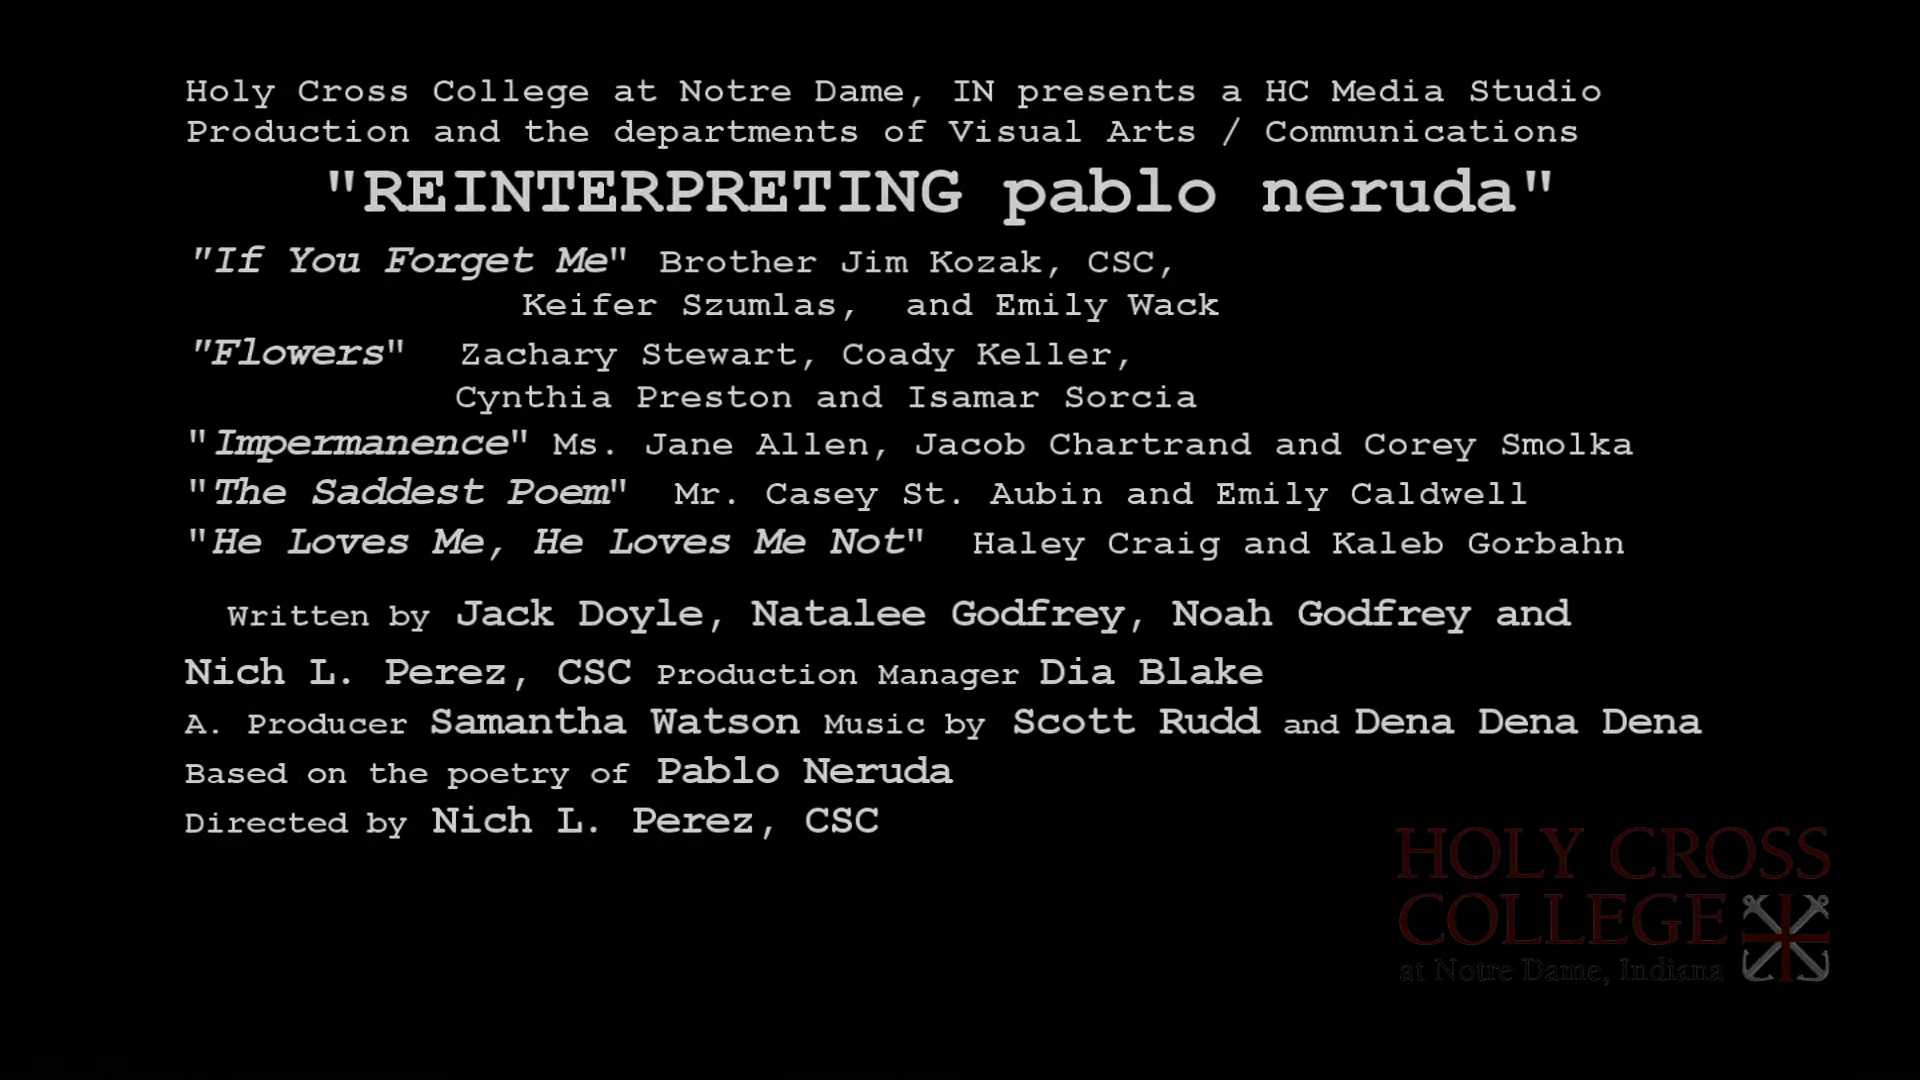 Holy Cross College at Notre Dame, IN presents a HC Media Studio
Production and the departments of Visual Arts / Communications
"REINTERPRETING pablo neruda"
"If You Forget Me" Brother Jim Kozak, CSC,
Keifer Szumlas, and Emily Wack
"Flowers" Zachary Stewart, Coady Keller,
Cynthia Preston and Isamar Sorcia
"Impermanence" Ms. Jane Allen, Jacob Chartrand and Corey Smolka
"The Saddest Poem" Mr. Casey St. Aubin and Emily Caldwell
"He Loves Me, He Loves Me Not" Haley Craig and Kaleb Gorbahn
Written by Jack Doyle, Natalee Godfrey, Noah Godfrey and
Nich L. Perez, CSC Production Manager Dia Blake
A. Producer Samantha Watson Music by Scott Rudd and Dena Dena Dena
Based on the poetry of Pablo Neruda
Directed by Nich L. Perez, CSC
HOLY CROSS
COLLEGE
at Notre Dame, Indiana